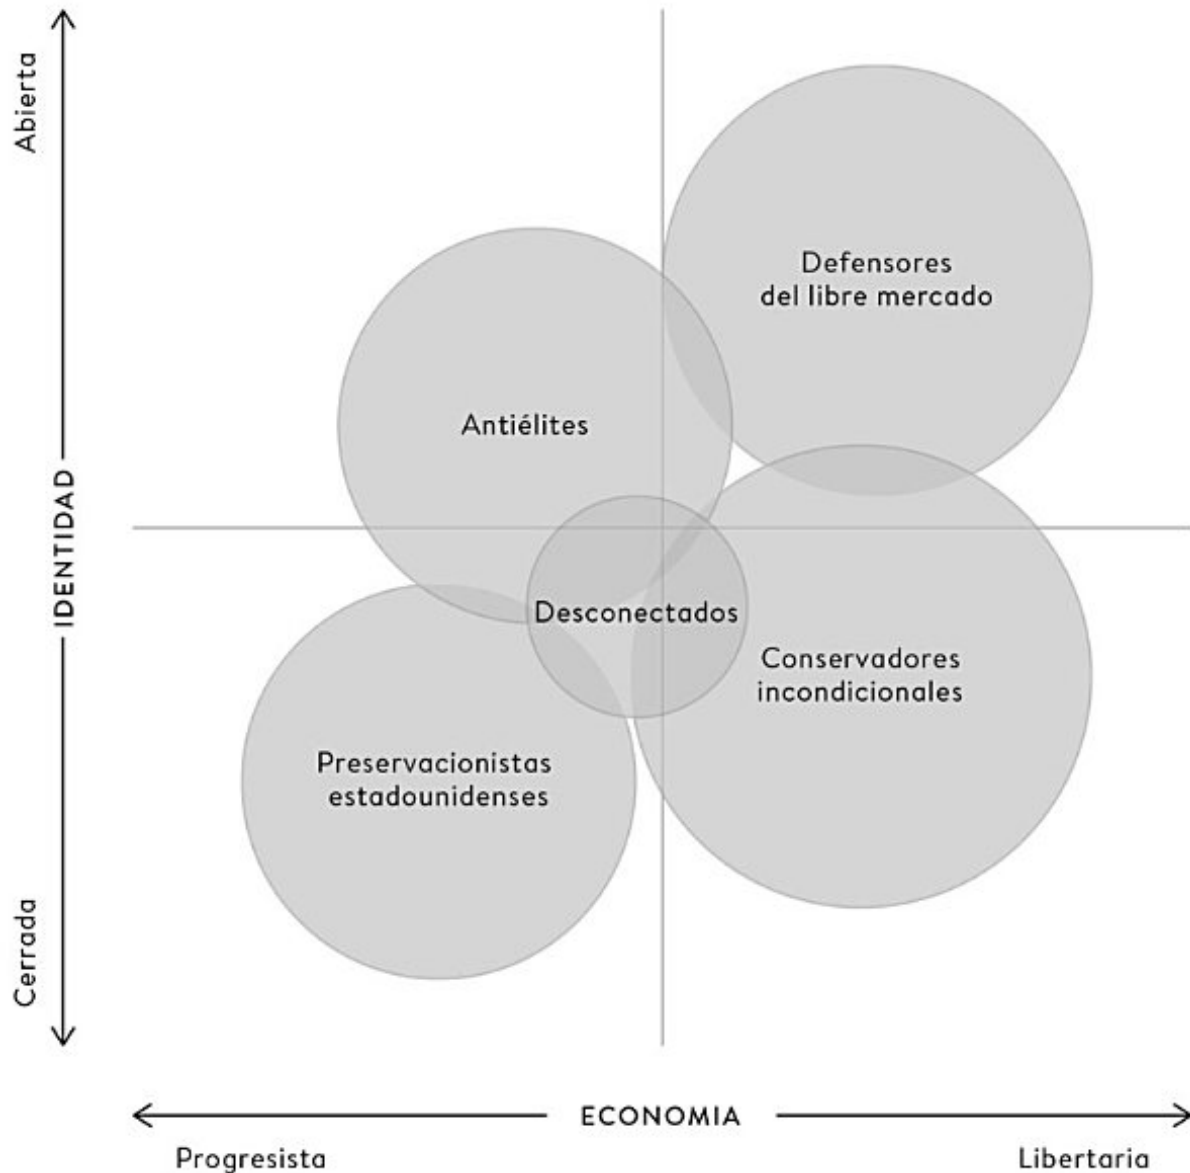 Abierta
IDENTIDAD
Cerrada
Defensores
del libre mercado
Antiélites
Desconectados
Conservadores
incondicionales
Preservacionistas
estadounidenses
ECONOMIA
Progresista
Libertaria